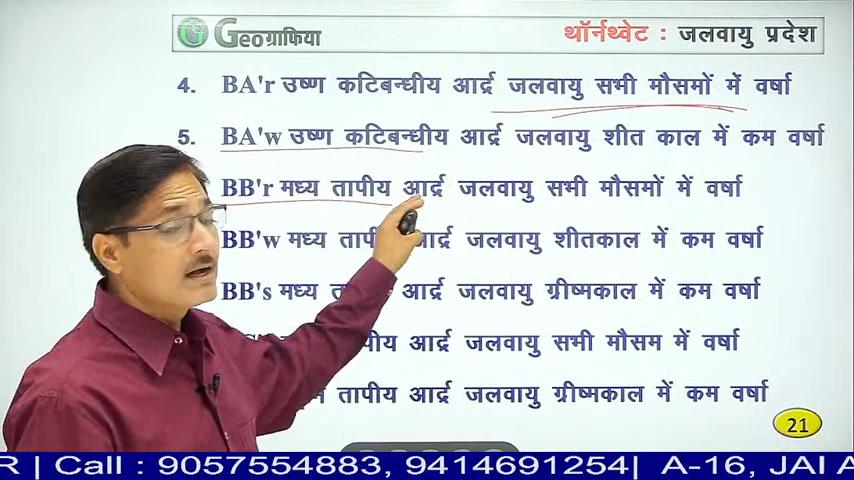 Geoग्राफिया
थॉर्नथ्वेट : जलवायु प्रदेश
4. BA'r उष्ण कटिबन्धीय आर्द्र जलवायु सभी मौसमों में वर्षा
5. BA'w उष्ण कटिबन्धीय आर्द्र जलवायु शीत काल में कम वर्षा
BB'r मध्य तापीय आर्द्र जलवायु सभी मौसमों में वर्षा
BB'w मध्य आर्द्र जलवायु शीतकाल में कम वर्षा
BB's मध्य आर्द्र जलवायु ग्रीष्मकाल में कम वर्षा
आर्द्र जलवायु सभी मौसम में वर्षा
तापीय आर्द्र जलवायु ग्रीष्मकाल में कम वर्षा
21
R | Call : 9057554883, 9414691254| A-16, JAI A